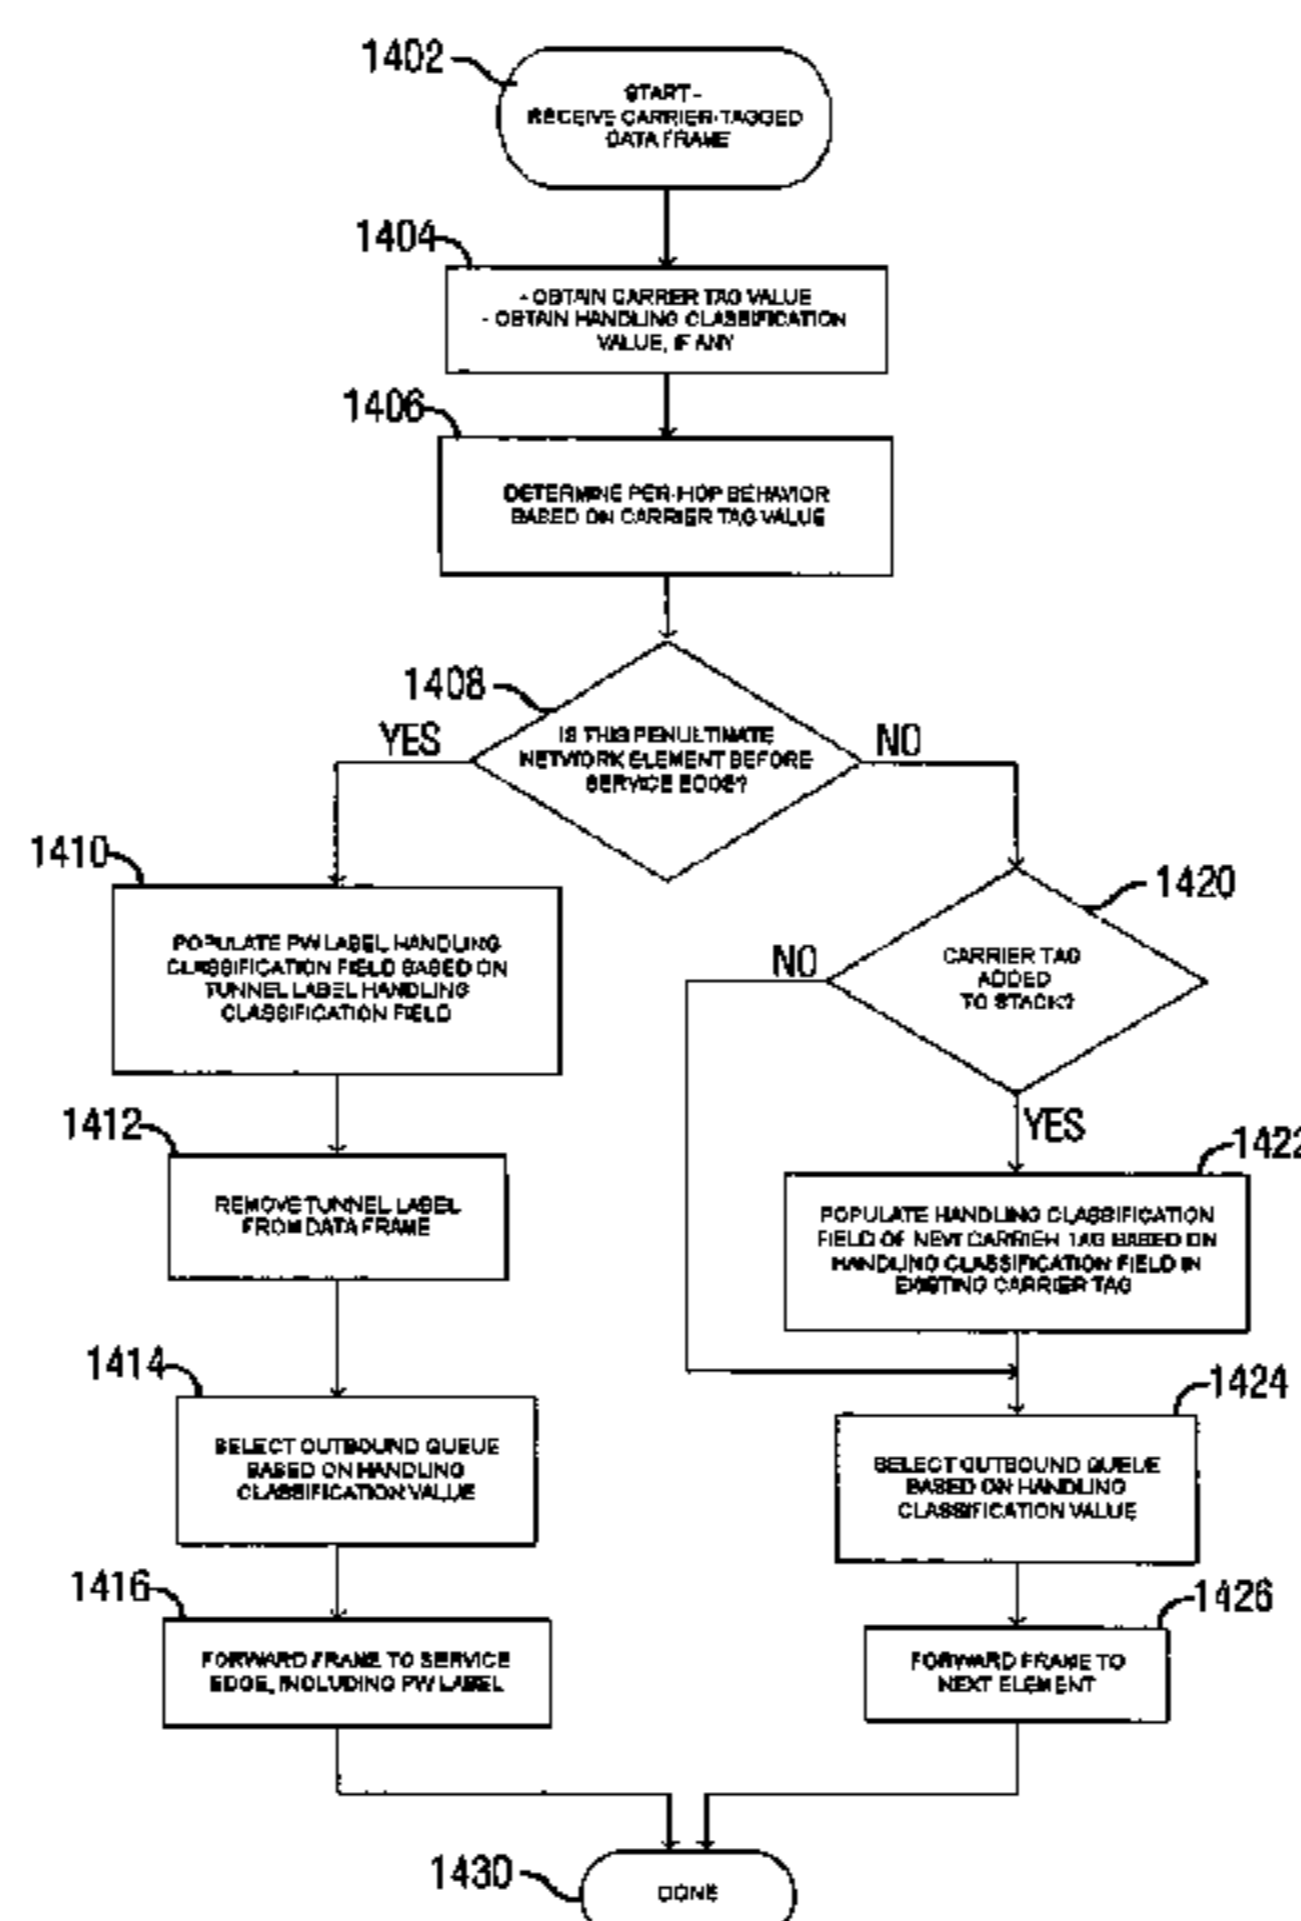 1402
START -
RECEIVE CARRIER-TAGGED
DATA FRAME
1404
- OBTAIN CARRIER TAG VALUE
- OBTAIN HANDLING CLASSIFICATION
VALUE, IF ANY
1406
DETERMINE PER-HOP BEHAVIOR
BASED ON CARRIER TAG VALUE
1408
IS THIS PENULTIMATE
NETWORK ELEMENT BEFORE
SERVICE EDGE?
YES
NO
1410
POPULATE PW LABEL HANDLING
CLASSIFICATION FIELD BASED ON
TUNNEL LABEL HANDLING
CLASSIFICATION FIELD
1412
REMOVE TUNNEL LABEL
FROM DATA FRAME
1414
SELECT OUTBOUND QUEUE
BASED ON HANDLING
CLASSIFICATION VALUE
1416
FORWARD FRAME TO SERVICE
EDGE, INCLUDING PW LABEL
1420
CARRIER TAG
ADDED
TO STACK?
NO
YES
1422
POPULATE HANDLING CLASSIFICATION
FIELD OF NEW CARRIER TAG BASED ON
HANDLING CLASSIFICATION FIELD IN
EXISTING CARRIER TAG
1424
SELECT OUTBOUND QUEUE
BASED ON HANDLING
CLASSIFICATION VALUE
1426
FORWARD FRAME TO
NEXT ELEMENT
1430
DONE